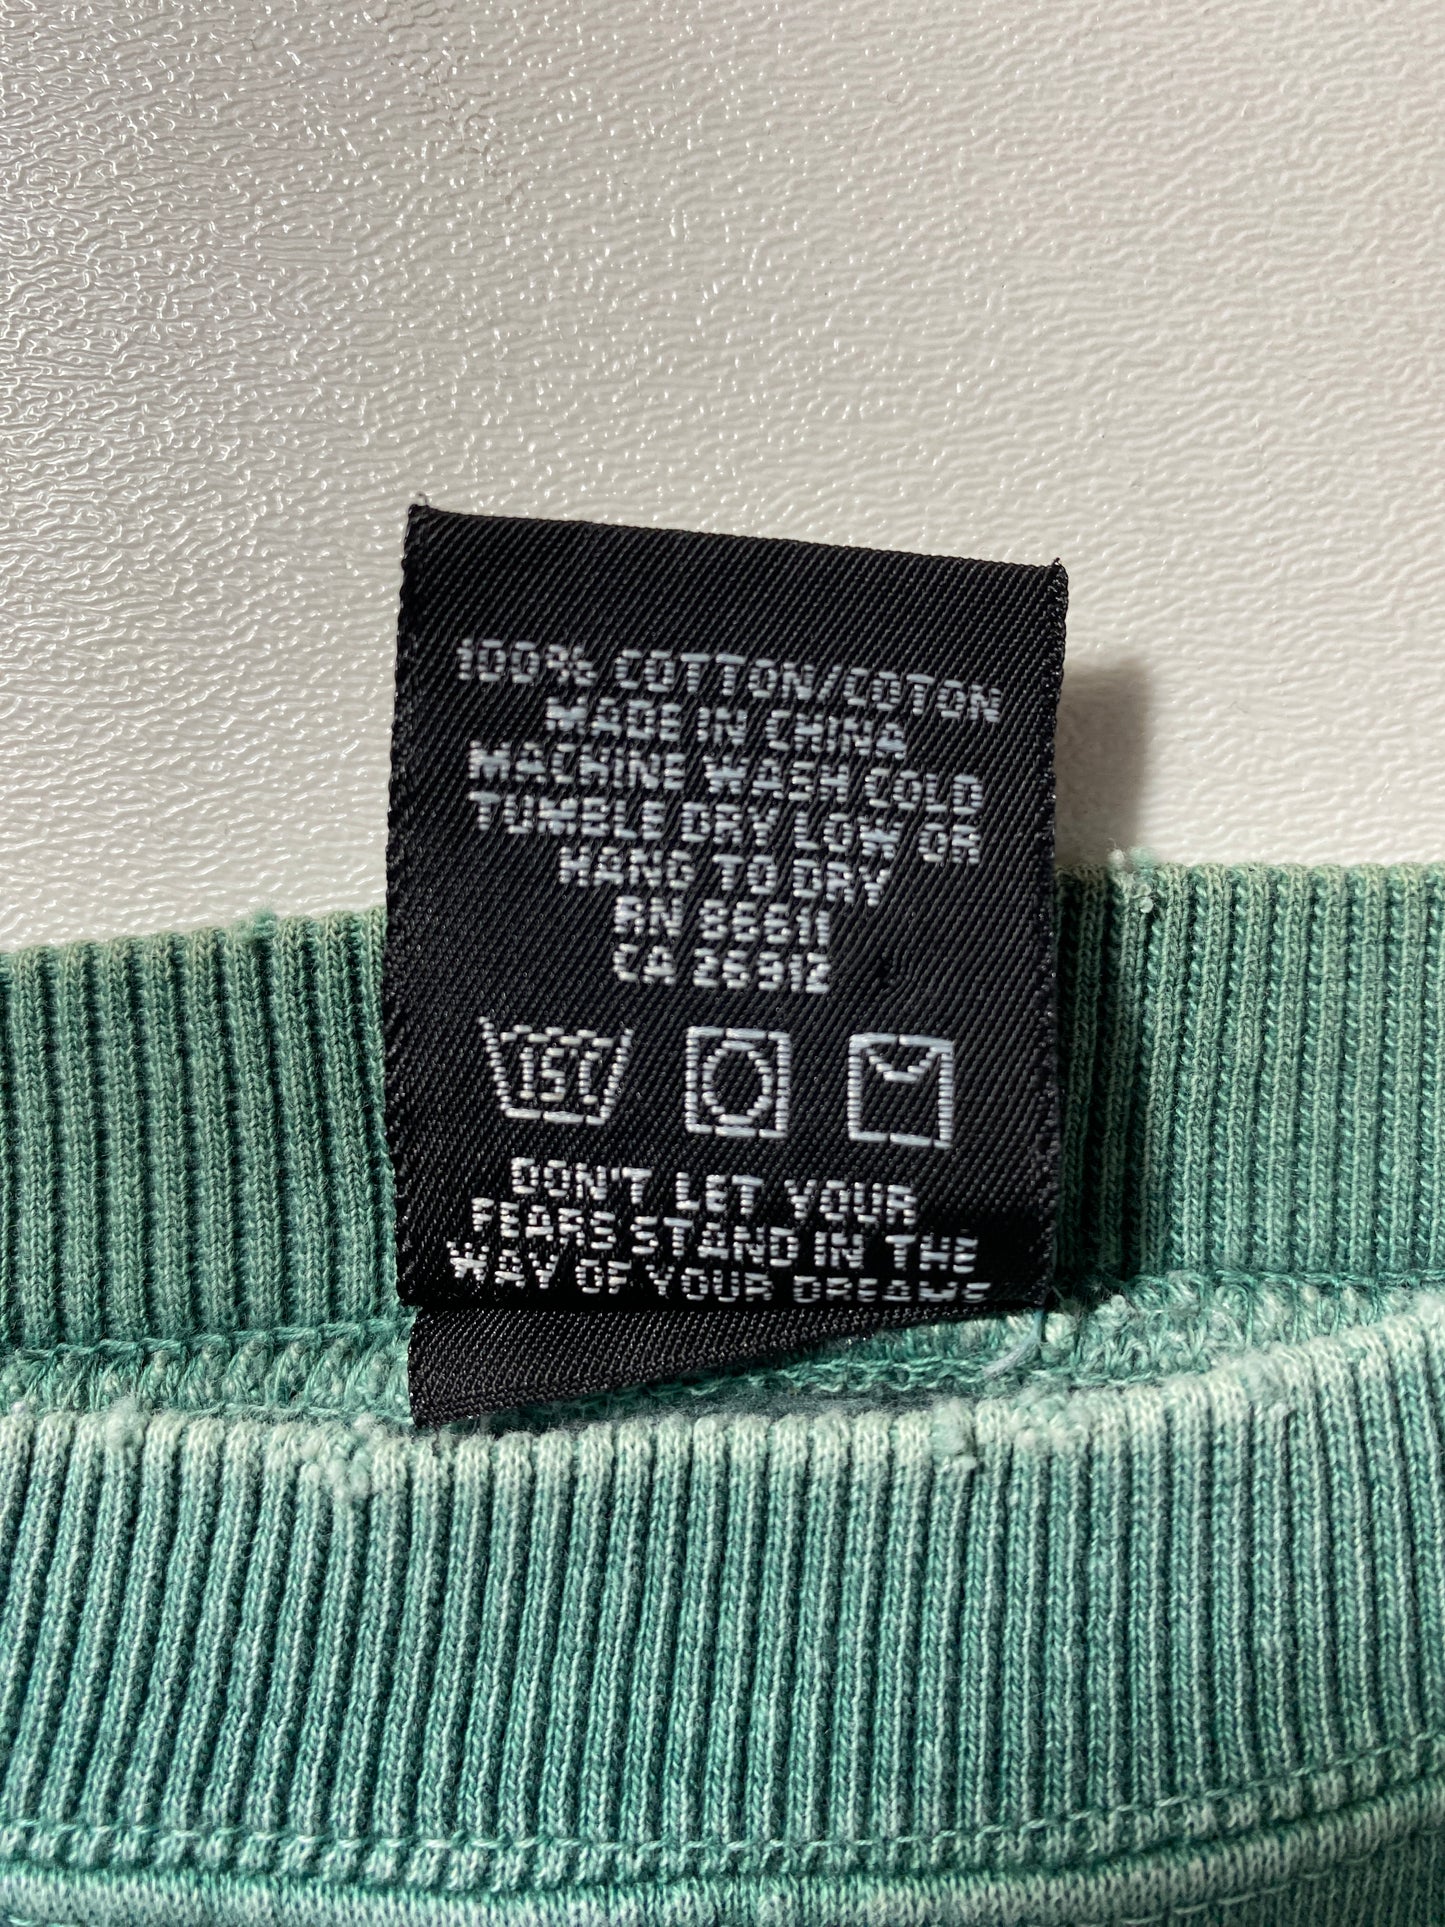 100% COTTON/COTON
MADE IN CHINA
MACHINE WASH COLD
TUMBLE DRY LOW OR
HANG TO DRY
RN 86611
CA 26912
DON'T LET YOUR
FEARS STAND IN THE
WAY OF YOUR DREAMS